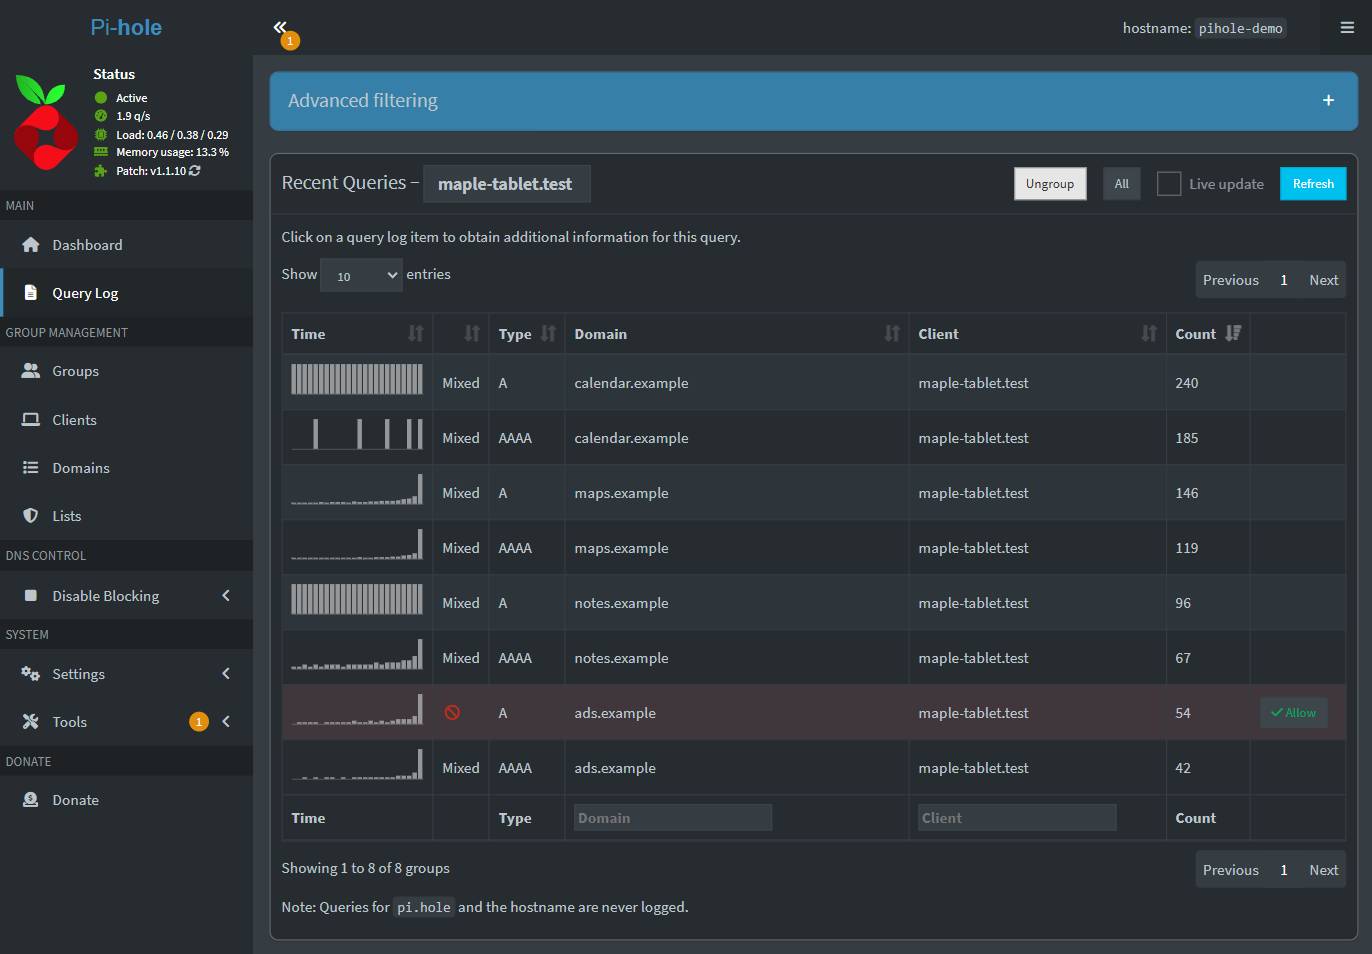 Pi-hole
1
hostname: pihole-demo
Status
Active
1.9 q/s
Load: 0.46 / 0.38 / 0.29
Memory usage: 13.3 %
Patch: v1.1.10
MAIN
Dashboard
Query Log
GROUP MANAGEMENT
Groups
Clients
Domains
Lists
DNS CONTROL
Disable Blocking
SYSTEM
Settings
Tools 1
DONATE
Donate
Advanced filtering
Recent Queries – maple-tablet.test
Ungroup All Live update Refresh
Click on a query log item to obtain additional information for this query.
Show 10 entries
Previous 1 Next
Time Type Domain Client Count
Mixed A calendar.example maple-tablet.test 240
Mixed AAAA calendar.example maple-tablet.test 185
Mixed A maps.example maple-tablet.test 146
Mixed AAAA maps.example maple-tablet.test 119
Mixed A notes.example maple-tablet.test 96
Mixed AAAA notes.example maple-tablet.test 67
A ads.example maple-tablet.test 54 Allow
Mixed AAAA ads.example maple-tablet.test 42
Time Type Domain Client Count
Showing 1 to 8 of 8 groups
Previous 1 Next
Note: Queries for pi.hole and the hostname are never logged.